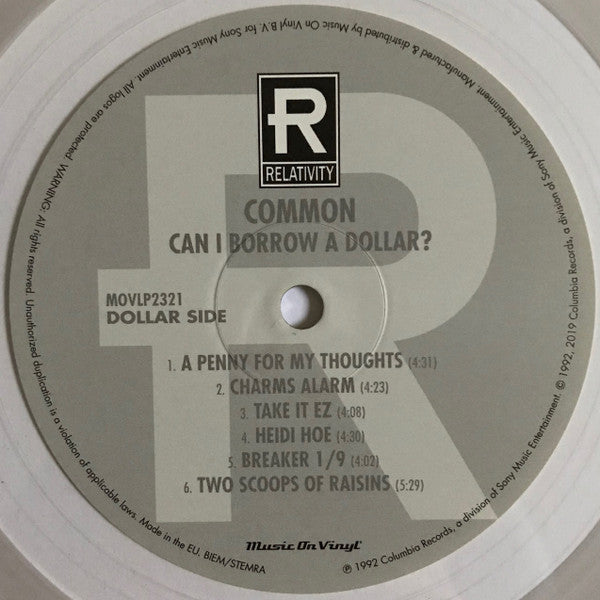 R
RELATIVITY
COMMON
CAN I BORROW A DOLLAR?
MOVLP2321
DOLLAR SIDE
1. A PENNY FOR MY THOUGHTS (4:31)
2. CHARMS ALARM (4:23)
3. TAKE IT EZ (4:08)
4. HEIDI HOE (4:30)
5. BREAKER 1/9 (4:02)
6. TWO SCOOPS OF RAISINS (5:29)
Music On Vinyl
℗ 1992 Columbia Records, a division of Sony Music Entertainment. © 1992, 2019 Columbia Records, a division of Sony Music Entertainment. Manufactured & distributed by Music On Vinyl B.V. for Sony Music Entertainment. All logos are protected. WARNING: All rights reserved. Unauthorized duplication is a violation of applicable laws. Made in the EU. BIEM/STEMRA